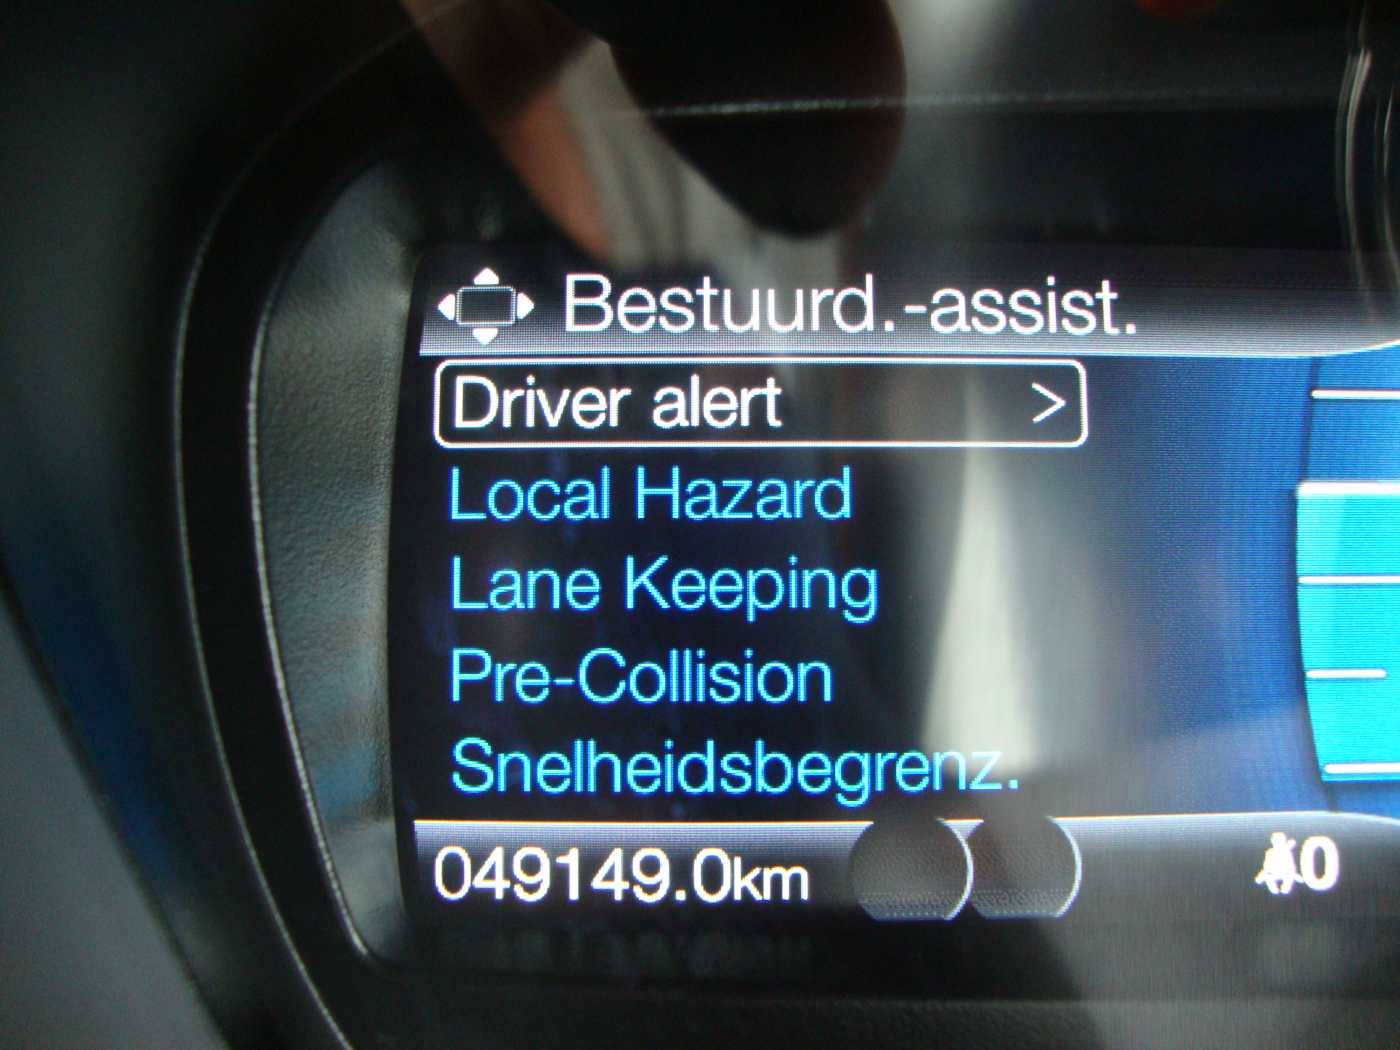 Bestuurd.-assist.
Driver alert >
Local Hazard
Lane Keeping
Pre-Collision
Snelheidsbegrenz.
049149.0km 0